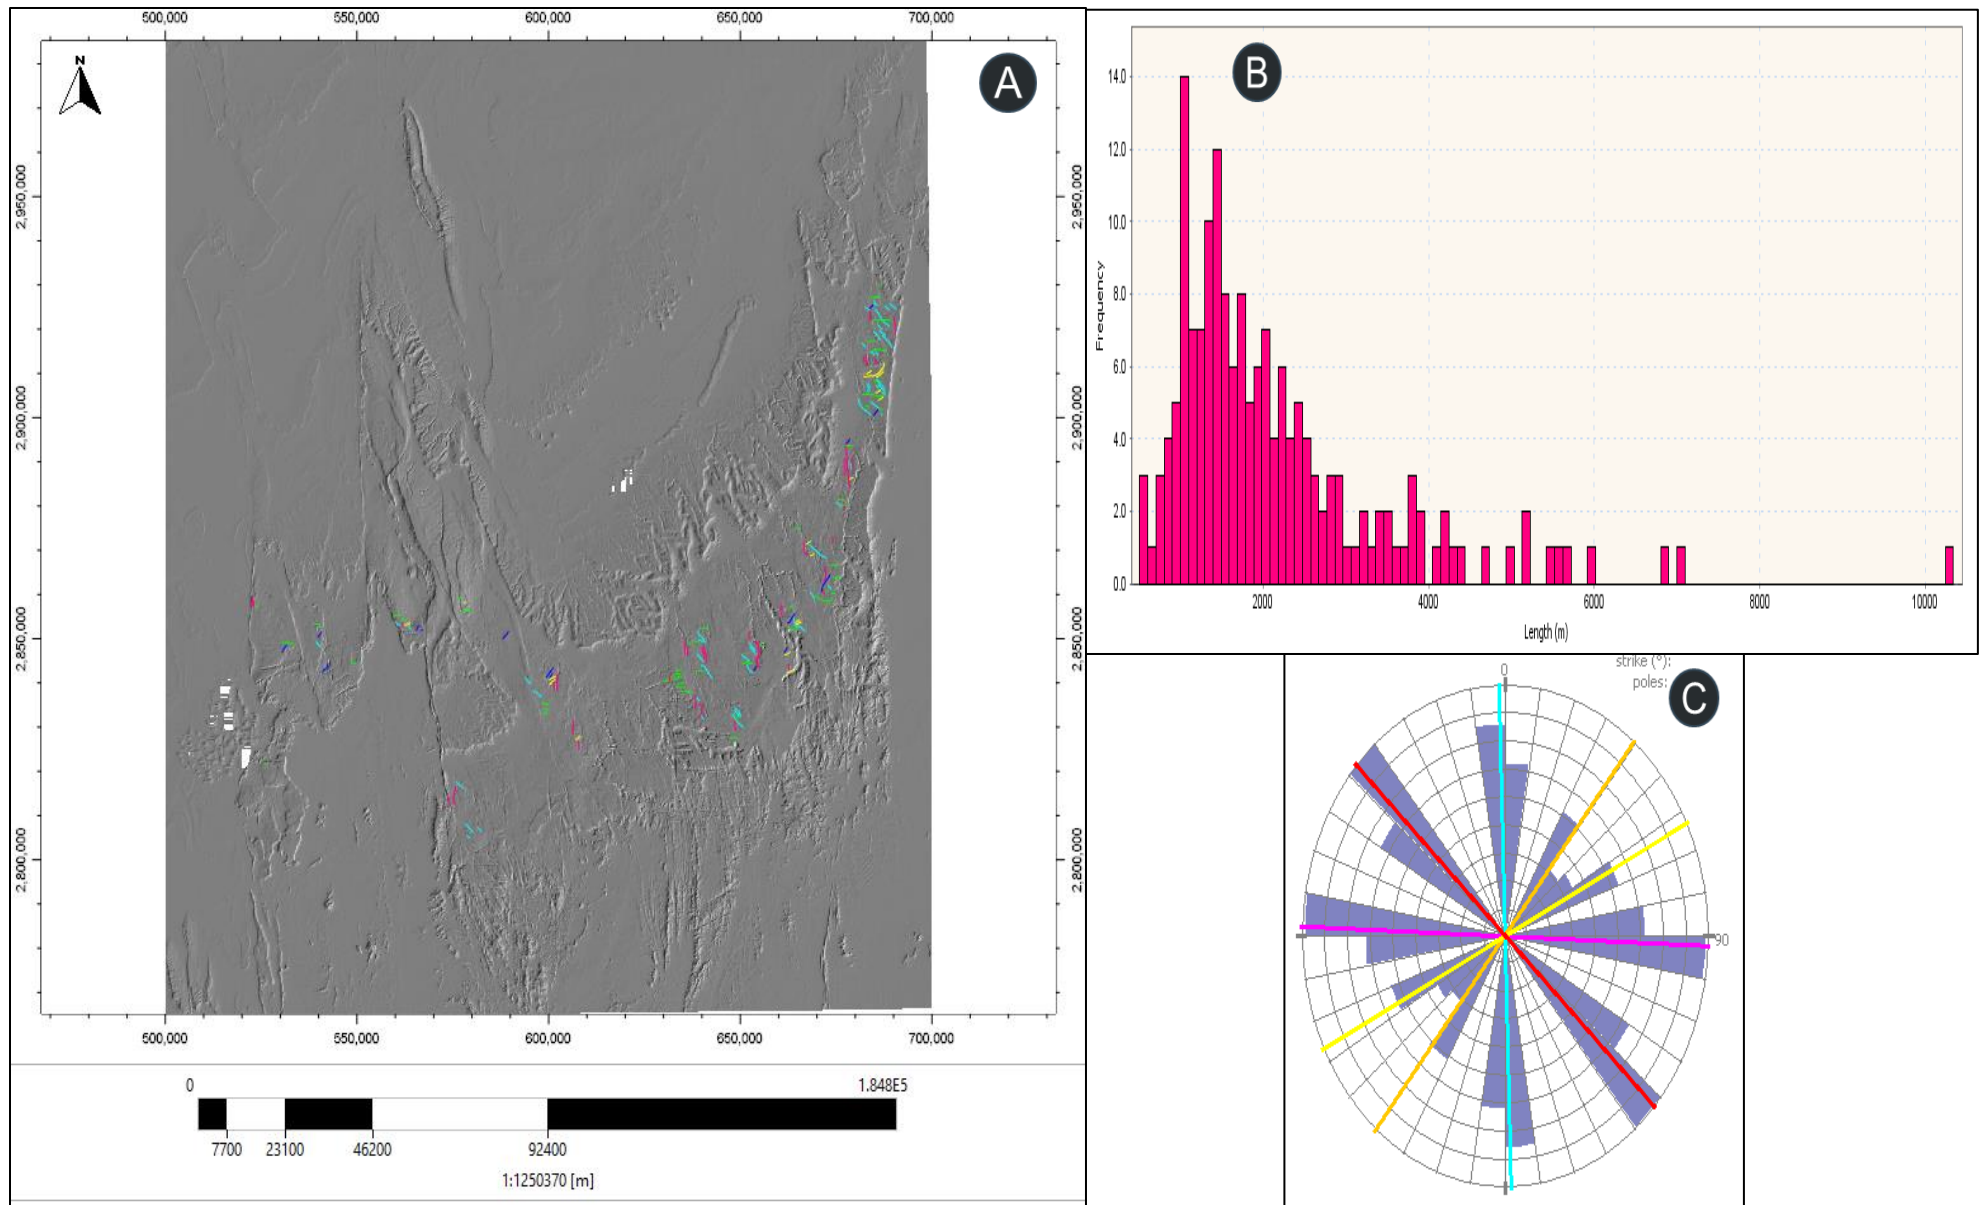 500,000 550,000 600,000 650,000 700,000
N
A
2,950,000 2,950,000
2,900,000 2,900,000
2,850,000 2,850,000
2,800,000 2,800,000
500,000 550,000 600,000 650,000 700,000
0 1.848E5
7700 23100 46200 92400
1:1250370 [m]
B
14.0
12.0
10.0
8.0
6.0
4.0
2.0
0.0
Frequency
2000 4000 6000 8000 10000
Length (m)
strike (°):
poles:
C
0
90